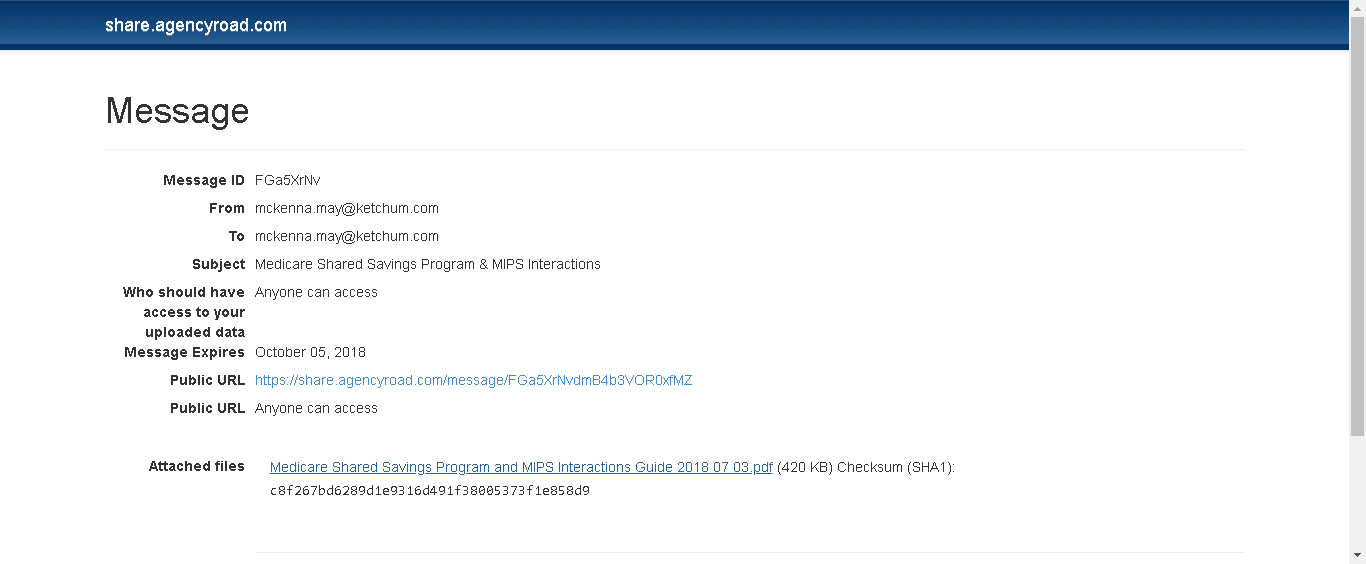 share.agencyroad.com
Message
Message ID FGa5XrNv
From mckenna.may@ketchum.com
To mckenna.may@ketchum.com
Subject Medicare Shared Savings Program & MIPS Interactions
Who should have Anyone can access
access to your
uploaded data
Message Expires October 05, 2018
Public URL https://share.agencyroad.com/message/FGa5XrNvdmB4b3VOR0xfMZ
Public URL Anyone can access
Attached files Medicare Shared Savings Program and MIPS Interactions Guide 2018 07 03.pdf (420 KB) Checksum (SHA1):
c8f267bd6289d1e9316d491f38005373f1e858d9